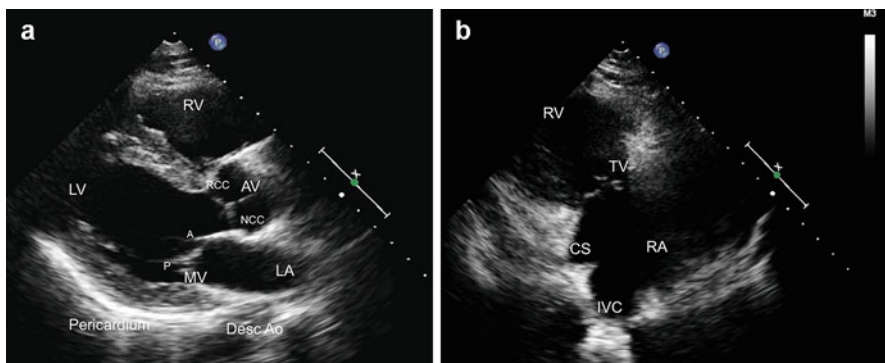 a
P
RV
LV
RCC
AV
NCC
A
P
MV
LA
Pericardium
Desc Ao
b
P
M3
RV
TV
CS
RA
IVC